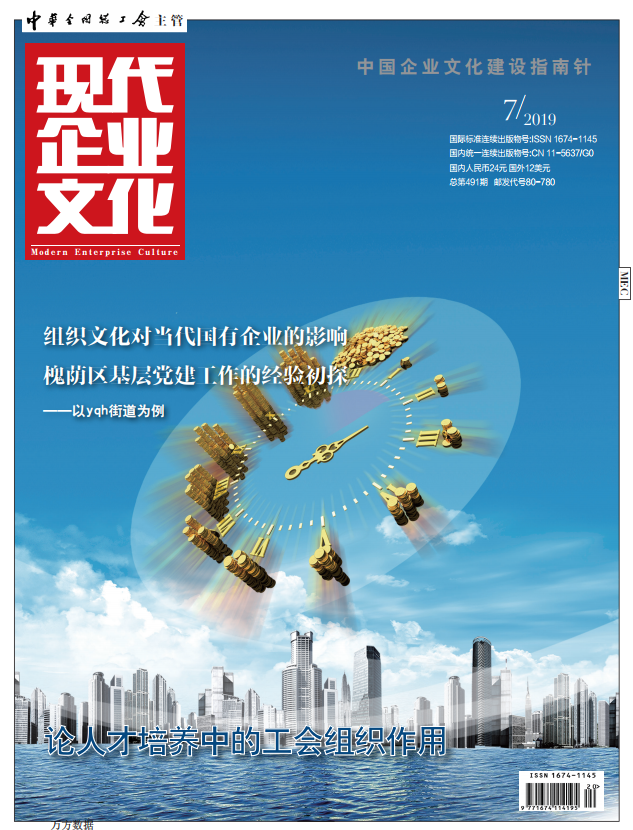 中华全国总工会 主管
现代
企业
文化
Modern Enterprise Culture
中国企业文化建设指南针
7/2019
国际标准连续出版物号:ISSN 1674-1145
国内统一连续出版物号:CN 11-5637/G0
国内人民币24元 国外12美元
总第491期 邮发代号80-780
MEC
组织文化对当代国有企业的影响
槐荫区基层党建工作的经验初探
——以yqh街道为例
论人才培养中的工会组织作用
ISSN 1674-1145
20>
9 771674 114195
万方数据